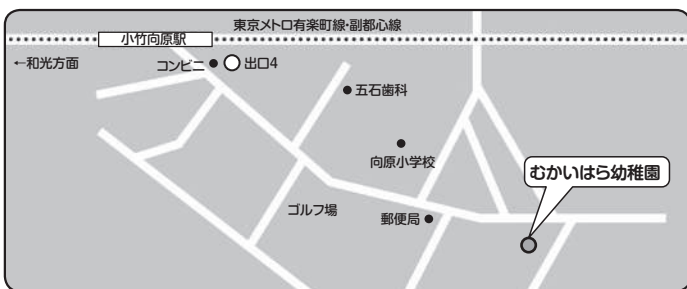 東京メトロ有楽町線・副都心線
小竹向原駅
←和光方面
コンビニ
出口4
五石歯科
向原小学校
むかいはら幼稚園
ゴルフ場
郵便局